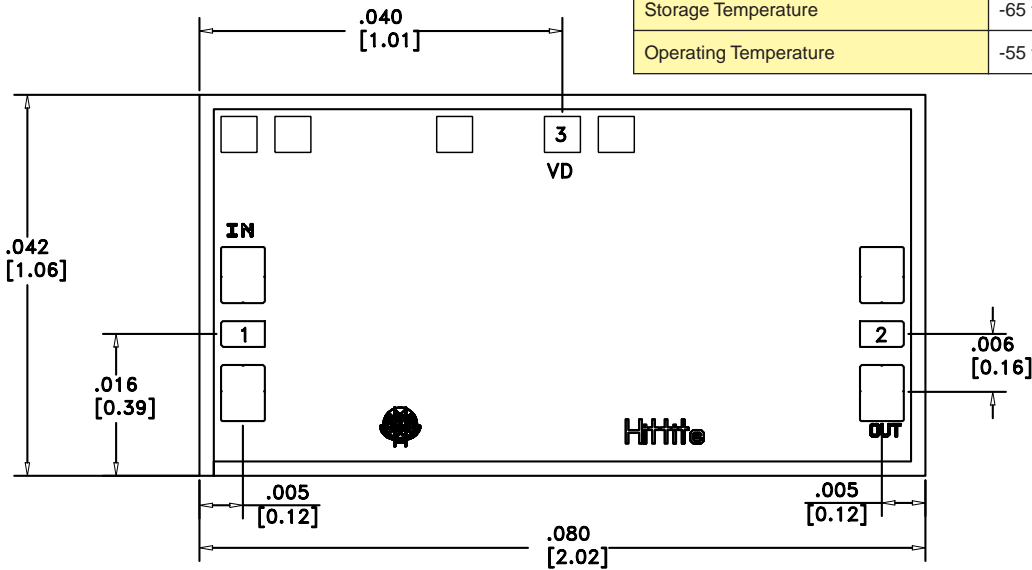 Storage Temperature -65
Operating Temperature -55
.040
[1.01]
3
VD
IN
.042
[1.06]
1
2
.006
[0.16]
.016
[0.39]
Hittite
OUT
.005
[0.12]
.005
[0.12]
.080
[2.02]